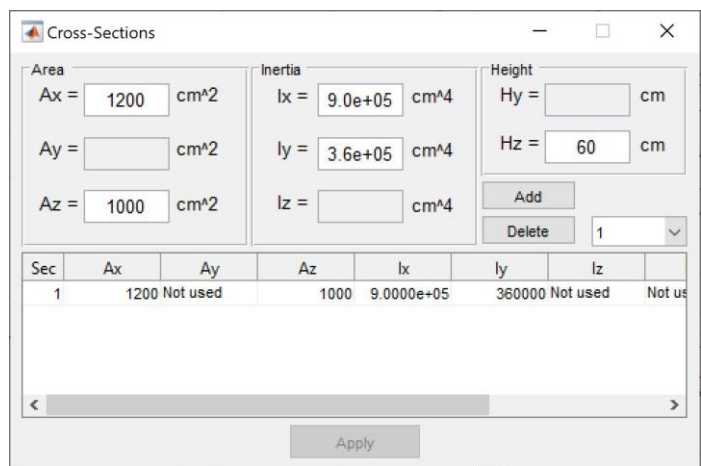 Cross-Sections
Area
Inertia
Height
Ax = 1200 cm^2
Ix = 9.0e+05 cm^4
Hy = cm
Ay = cm^2
Iy = 3.6e+05 cm^4
Hz = 60 cm
Az = 1000 cm^2
Iz = cm^4
Add
Delete 1
Sec Ax Ay Az Ix Iy Iz
1 1200 Not used 1000 9.0000e+05 360000 Not used Not us
Apply